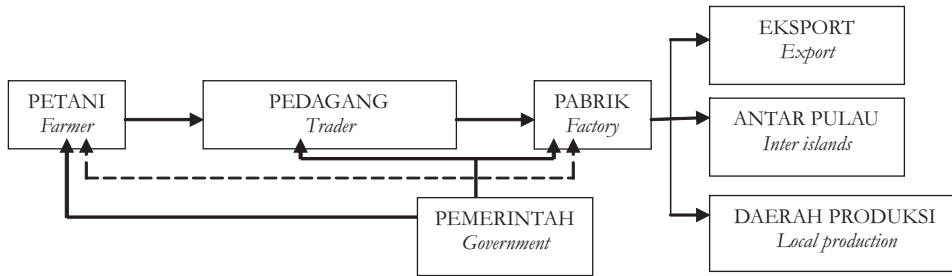 PETANI
Farmer
PEDAGANG
Trader
PABRIK
Factory
EKSPORT
Export
ANTAR PULAU
Inter islands
DAERAH PRODUKSI
Local production
PEMERINTAH
Government